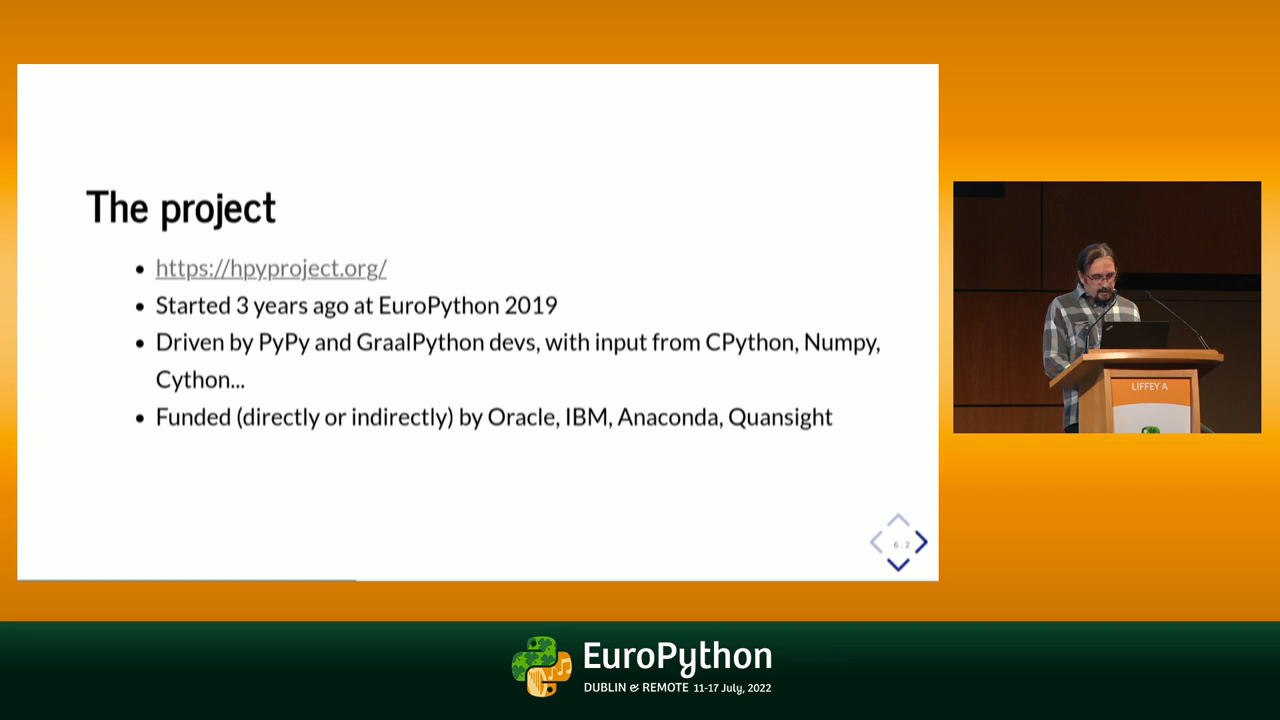 The project
https://hpyproject.org/
Started 3 years ago at EuroPython 2019
Driven by PyPy and GraalPython devs, with input from CPython, Numpy,
Cython...
Funded (directly or indirectly) by Oracle, IBM, Anaconda, Quansight
6.2
LIFFEY A
EuroPython
DUBLIN & REMOTE 11-17 July, 2022